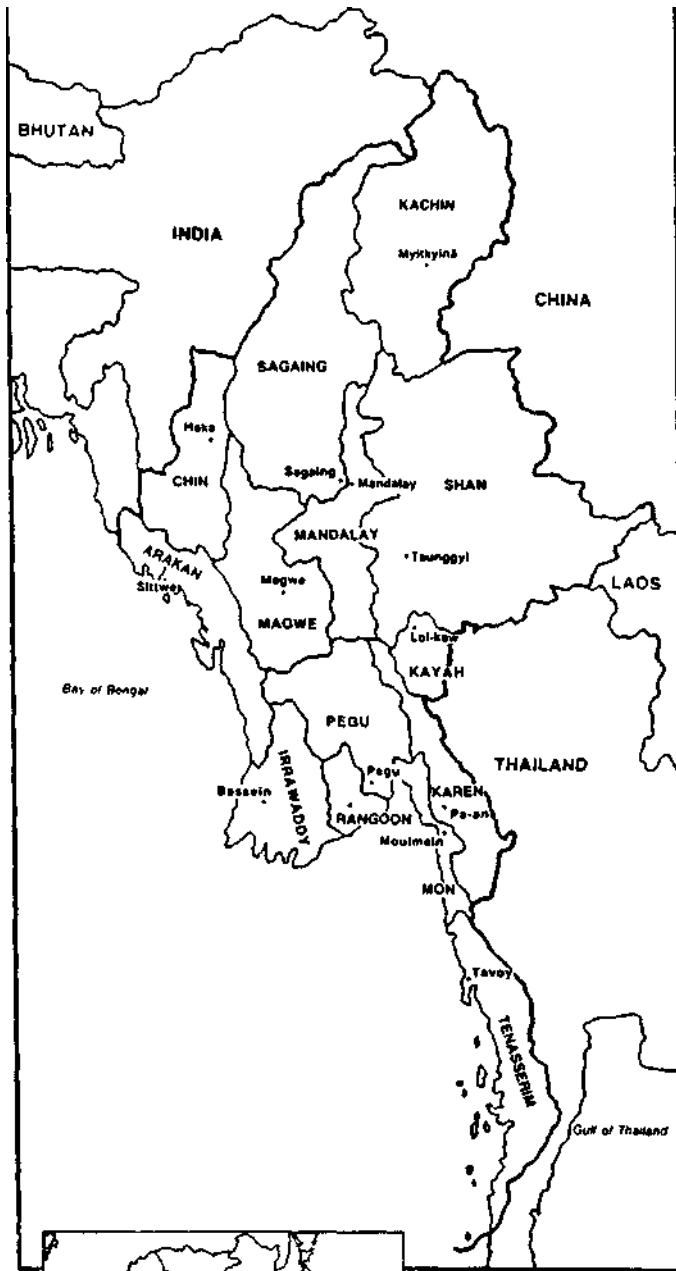 BHUTAN
KACHIN
INDIA
Myitkyina
CHINA
SAGAING
Haka
Sagaing
Mandalay
CHIN
SHAN
MANDALAY
ARAKAN
Taunggyi
Sittwe
Magwe
LAOS
MAGWE
Loi-kaw
KAYAH
Bay of Bengal
PEGU
IRRAWADDY
THAILAND
Pegu
Bassein
KAREN
RANGOON
Pa-an
Moulmein
MON
Tavoy
TENASSERIM
Gulf of Thailand